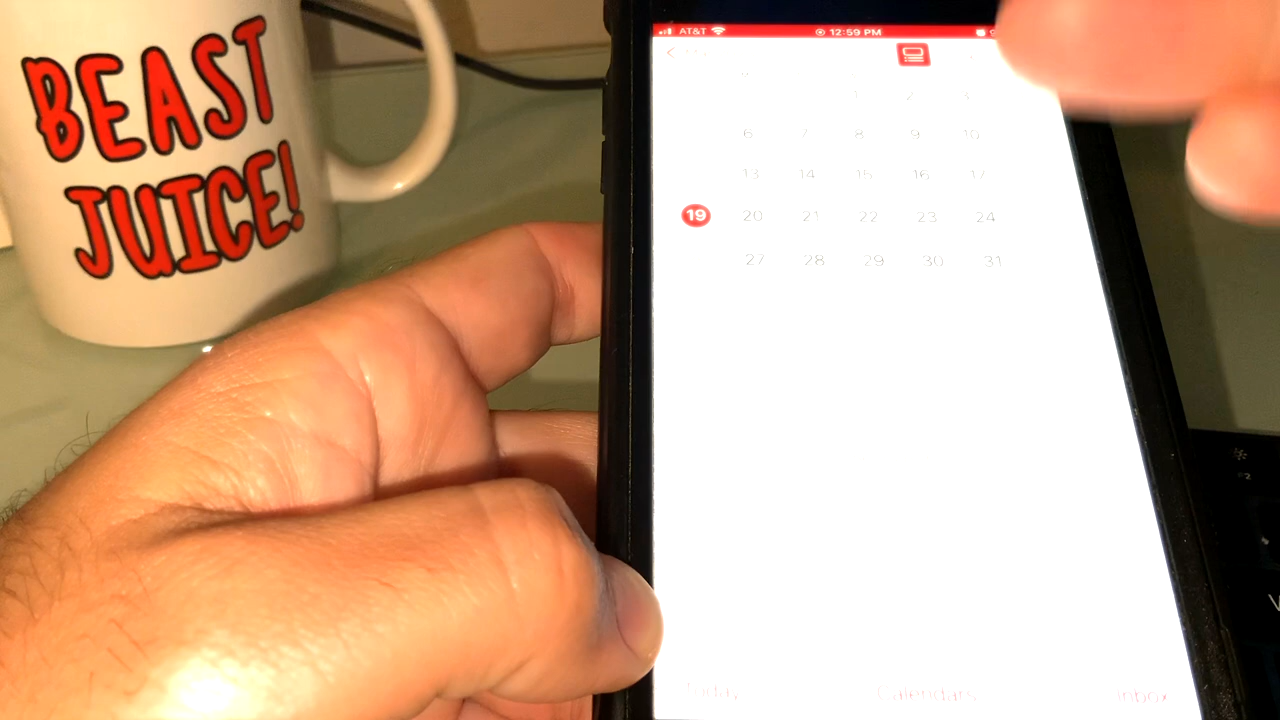 BEAST
JUICE!
AT&T 12:59 PM
1 2 3
6 7 8 9 10
13 14 15 16 17
19 20 21 22 23 24
27 28 29 30 31
Today Calendars Inbox
F2